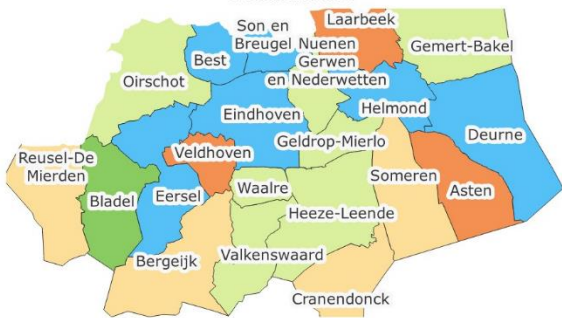 Son en
Breugel
Laarbeek
Best
Nuenen
Gerwen
en Nederwetten
Gemert-Bakel
Oirschot
Eindhoven
Helmond
Deurne
Veldhoven
Geldrop-Mierlo
Reusel-De
Mierden
Bladel
Eersel
Waalre
Someren
Asten
Heeze-Leende
Bergeijk
Valkenswaard
Cranendonck